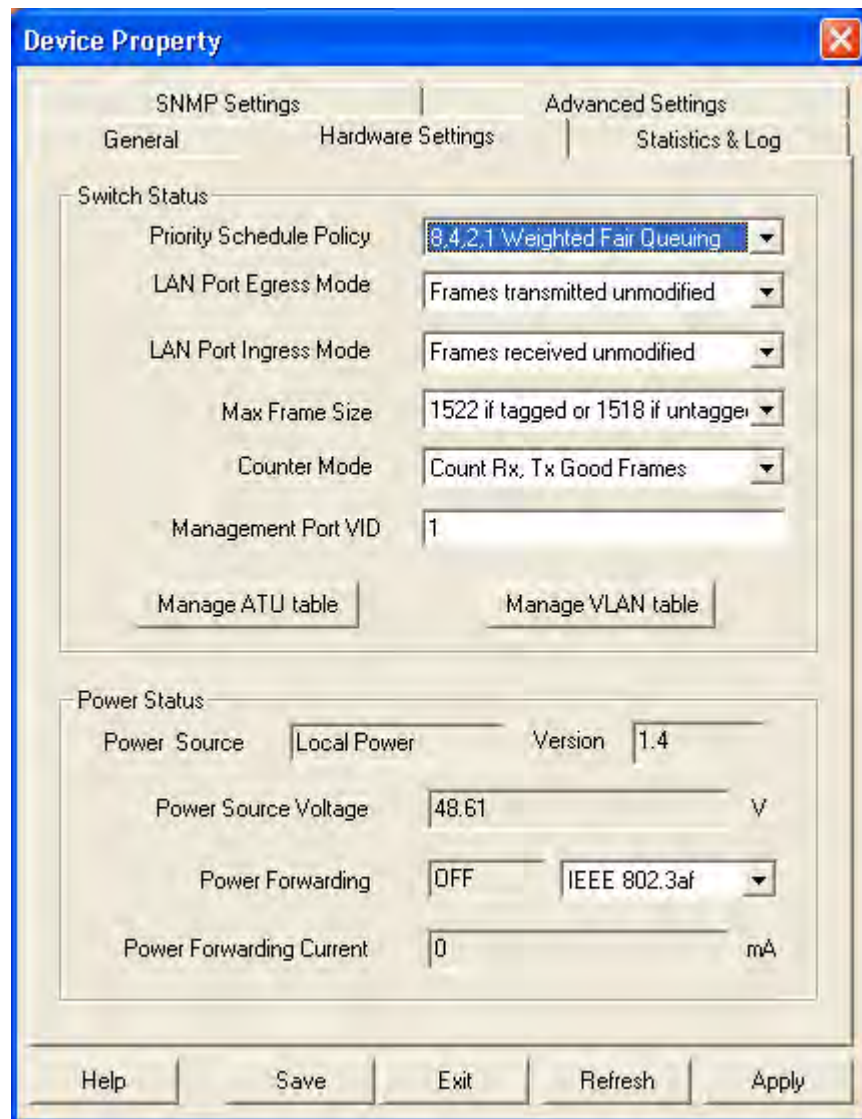 Device Property
SNMP Settings Advanced Settings
General Hardware Settings Statistics & Log
Switch Status
Priority Schedule Policy 8,4,2,1 Weighted Fair Queuing
LAN Port Egress Mode Frames transmitted unmodified
LAN Port Ingress Mode Frames received unmodified
Max Frame Size 1522 if tagged or 1518 if untagge
Counter Mode Count Rx, Tx Good Frames
Management Port VID 1
Manage ATU table Manage VLAN table
Power Status
Power Source Local Power Version 1.4
Power Source Voltage 48.61 V
Power Forwarding OFF IEEE 802.3af
Power Forwarding Current 0 mA
Help Save Exit Refresh Apply